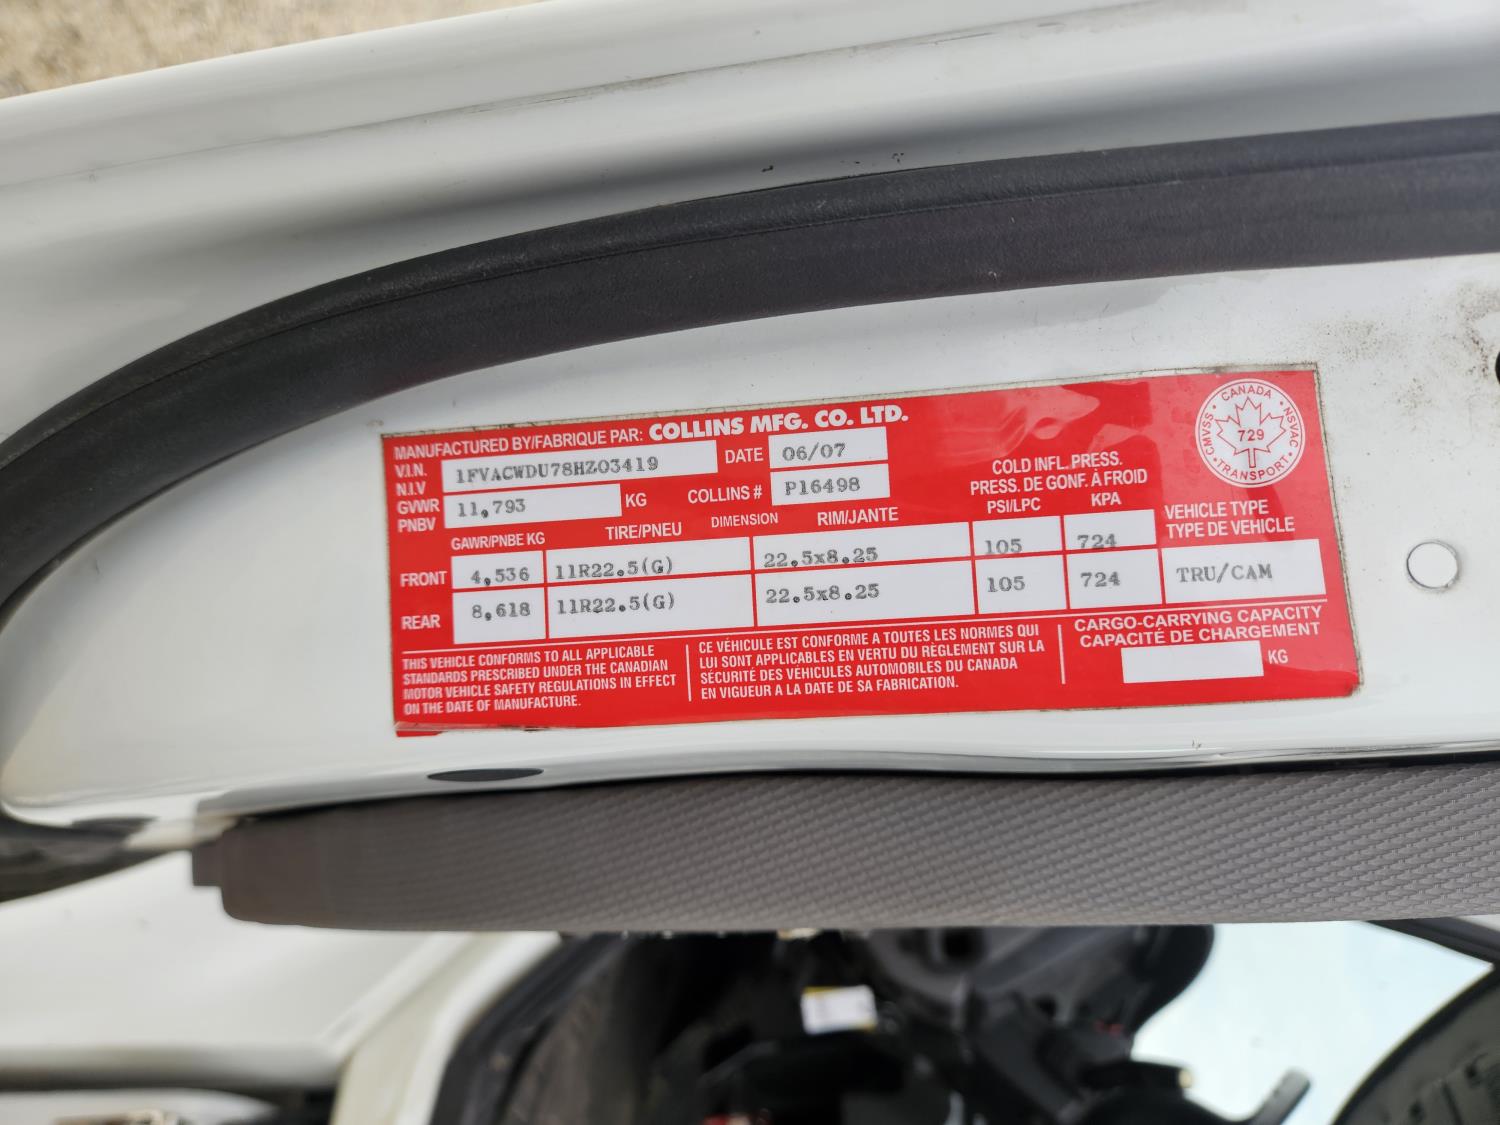 MANUFACTURED BY/FABRIQUE PAR: COLLINS MFG. CO. LTD.
V.I.N. N.I.V 1FVACWDU78HZ03419 DATE 06/07
GVWR PNBV 11,793 KG COLLINS # P16498
CANADA
CMVSS 729 NSVAC
TRANSPORT
COLD INFL. PRESS.
PRESS. DE GONF. À FROID
GAWR/PNBE KG TIRE/PNEU DIMENSION RIM/JANTE PSI/LPC KPA
VEHICLE TYPE
TYPE DE VEHICLE
FRONT 4,536 11R22.5(G) 22.5x8.25 105 724
REAR 8,618 11R22.5(G) 22.5x8.25 105 724 TRU/CAM
THIS VEHICLE CONFORMS TO ALL APPLICABLE
STANDARDS PRESCRIBED UNDER THE CANADIAN
MOTOR VEHICLE SAFETY REGULATIONS IN EFFECT
ON THE DATE OF MANUFACTURE.
CE VÉHICULE EST CONFORME A TOUTES LES NORMES QUI
LUI SONT APPLICABLES EN VERTU DU RÈGLEMENT SUR LA
SÉCURITÉ DES VÉHICULES AUTOMOBILES DU CANADA
EN VIGUEUR A LA DATE DE SA FABRICATION.
CARGO-CARRYING CAPACITY
CAPACITÉ DE CHARGEMENT
KG